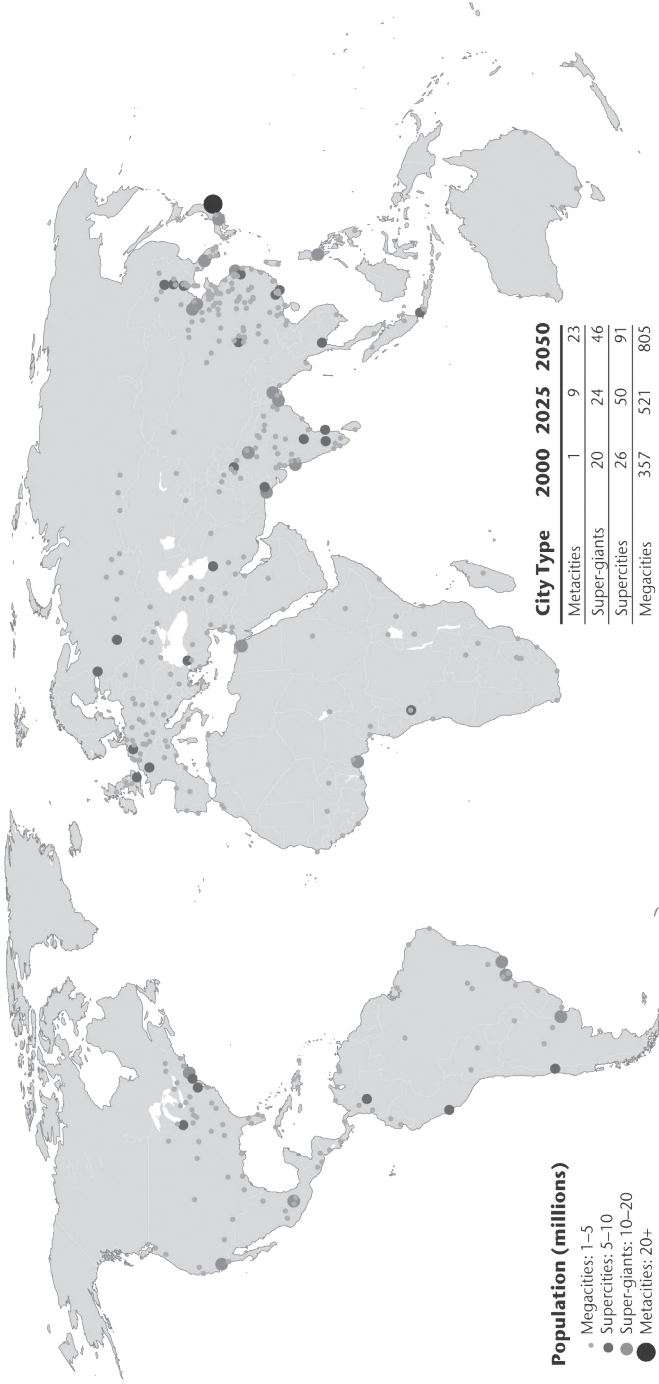 Population (millions)
Megacities: 1–5
Supercities: 5–10
Super-giants: 10–20
Metacities: 20+
City Type 2000 2025 2050
Metacities 1 9 23
Super-giants 20 24 46
Supercities 26 50 91
Megacities 357 521 805